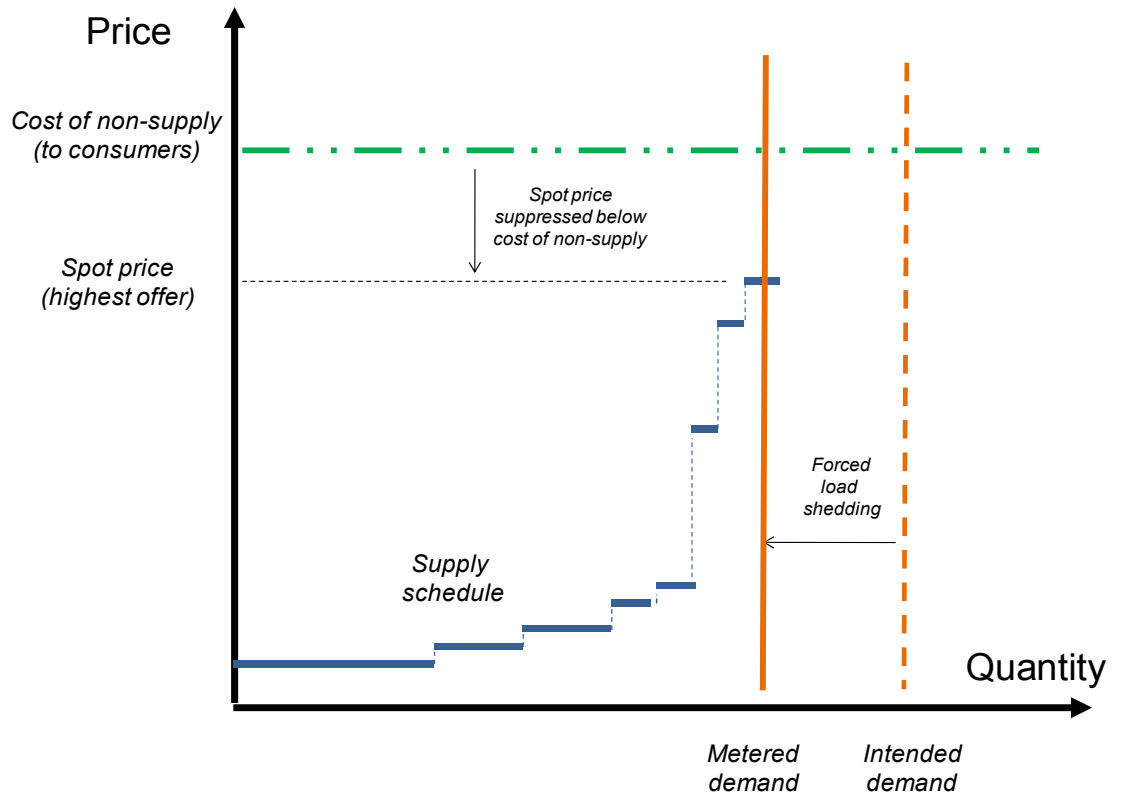 Price
Cost of non-supply
(to consumers)
Spot price
suppressed below
cost of non-supply
Spot price
(highest offer)
Forced
load
shedding
Supply
schedule
Quantity
Metered
demand
Intended
demand